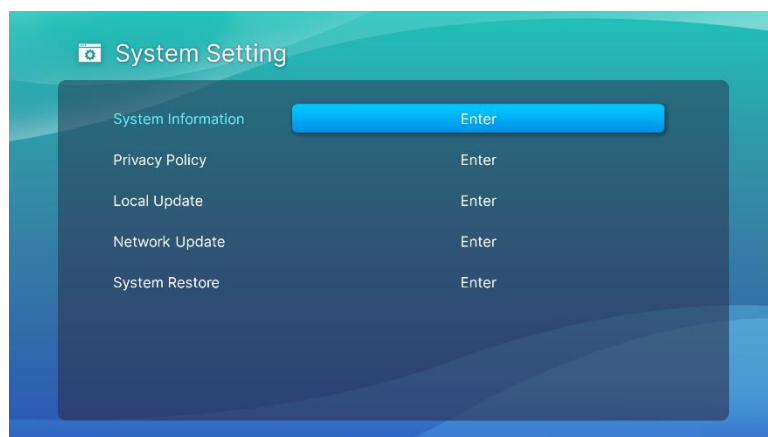 System Setting
System Information Enter
Privacy Policy Enter
Local Update Enter
Network Update Enter
System Restore Enter